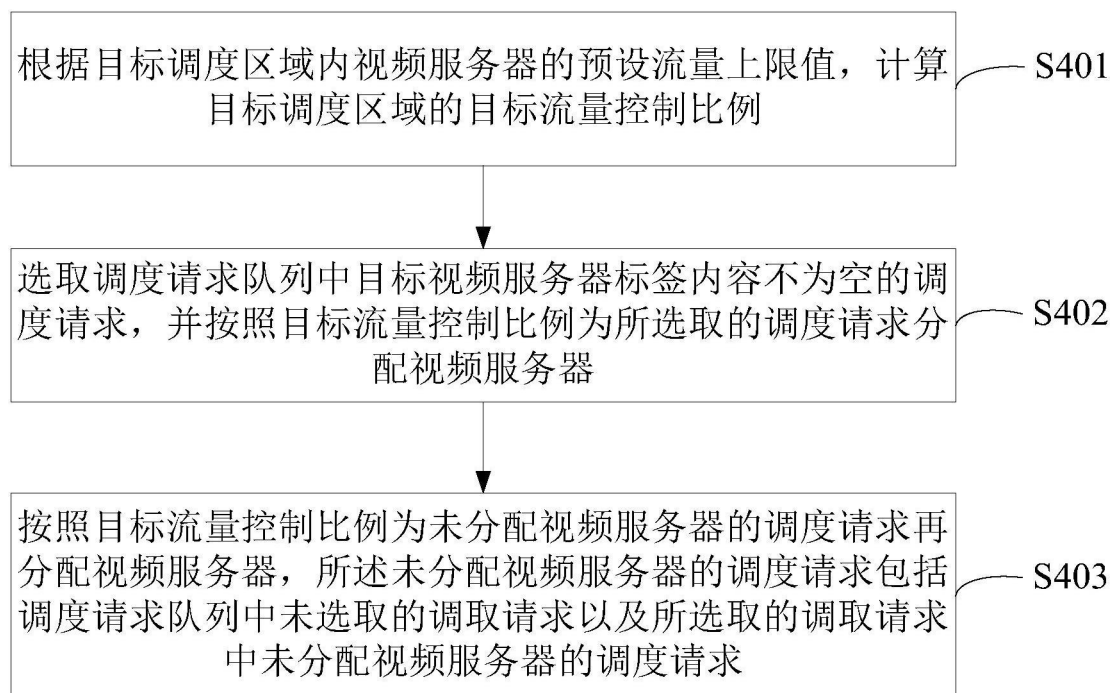 根据目标调度区域内视频服务器的预设流量上限值，计算
目标调度区域的目标流量控制比例
S401
选取调度请求队列中目标视频服务器标签内容不为空的调
度请求，并按照目标流量控制比例为所选取的调度请求分
配视频服务器
S402
按照目标流量控制比例为未分配视频服务器的调度请求再
分配视频服务器，所述未分配视频服务器的调度请求包括
调度请求队列中未选取的调取请求以及所选取的调取请求
中未分配视频服务器的调度请求
S403